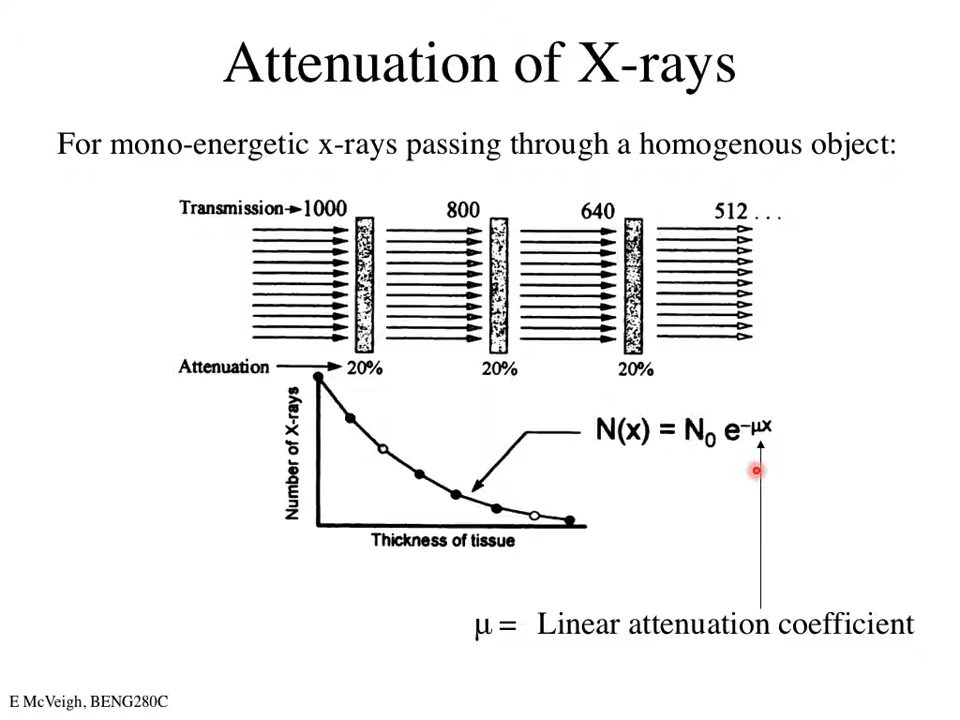 Attenuation of X-rays
For mono-energetic x-rays passing through a homogenous object:
Transmission→1000 800 640 512 . . .
Attenuation 20% 20% 20%
Number of X-rays
N(x) = N₀ e^–μx
Thickness of tissue
μ = Linear attenuation coefficient
E McVeigh, BENG280C